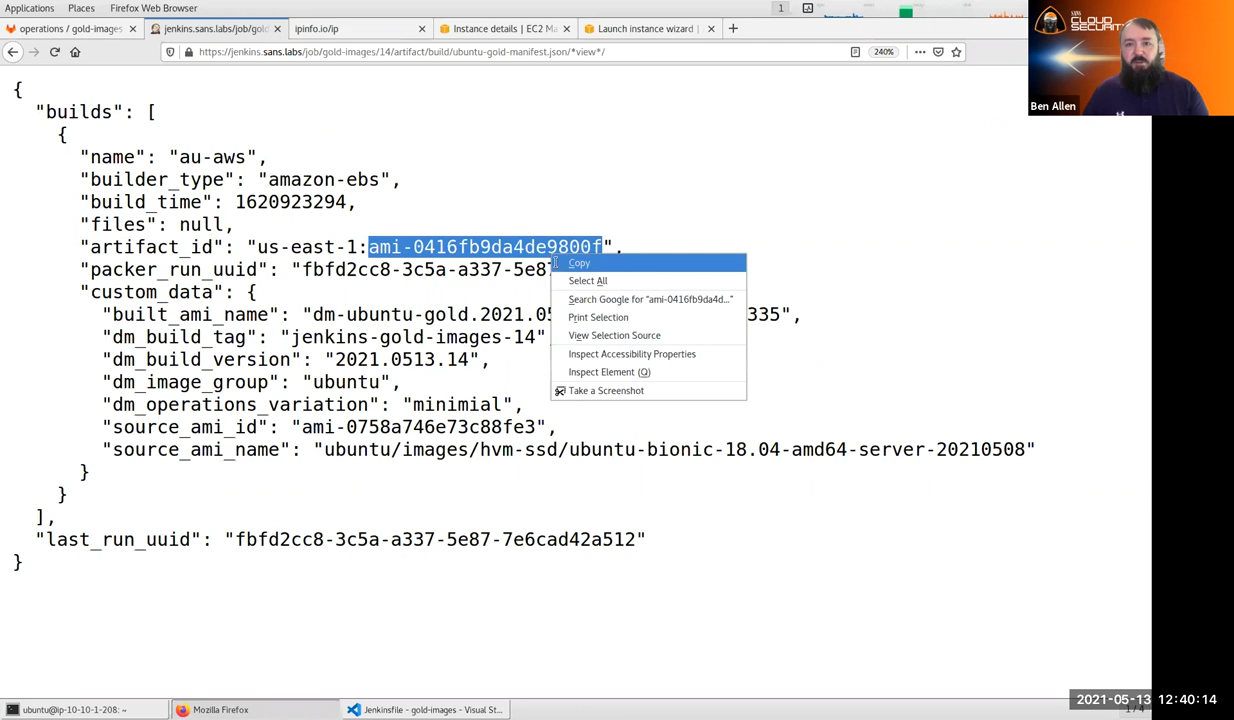 Applications Places Firefox Web Browser 1
operations / gold-images jenkins.sans.labs/job/gol ipinfo.io/ip Instance details | EC2 Ma Launch instance wizard |
https://jenkins.sans.labs/job/gold-images/14/artifact/build/ubuntu-gold-manifest.json/*view*/ 240%
SANS
CLOUD
SECURIT
Ben Allen
{
"builds": [
{
"name": "au-aws",
"builder_type": "amazon-ebs",
"build_time": 1620923294,
"files": null,
"artifact_id": "us-east-1:ami-0416fb9da4de9800f",
"packer_run_uuid": "fbfd2cc8-3c5a-a337-5e8
"custom_data": {
"built_ami_name": "dm-ubuntu-gold.2021.05 335",
"dm_build_tag": "jenkins-gold-images-14"
"dm_build_version": "2021.0513.14",
"dm_image_group": "ubuntu",
"dm_operations_variation": "minimial",
"source_ami_id": "ami-0758a746e73c88fe3",
"source_ami_name": "ubuntu/images/hvm-ssd/ubuntu-bionic-18.04-amd64-server-20210508"
}
}
],
"last_run_uuid": "fbfd2cc8-3c5a-a337-5e87-7e6cad42a512"
}
Copy
Select All
Search Google for "ami-0416fb9da4d..."
Print Selection
View Selection Source
Inspect Accessibility Properties
Inspect Element (Q)
Take a Screenshot
ubuntu@ip-10-10-1-208: ~ Mozilla Firefox Jenkinsfile - gold-images - Visual St...
2021-05-13 12:40:14